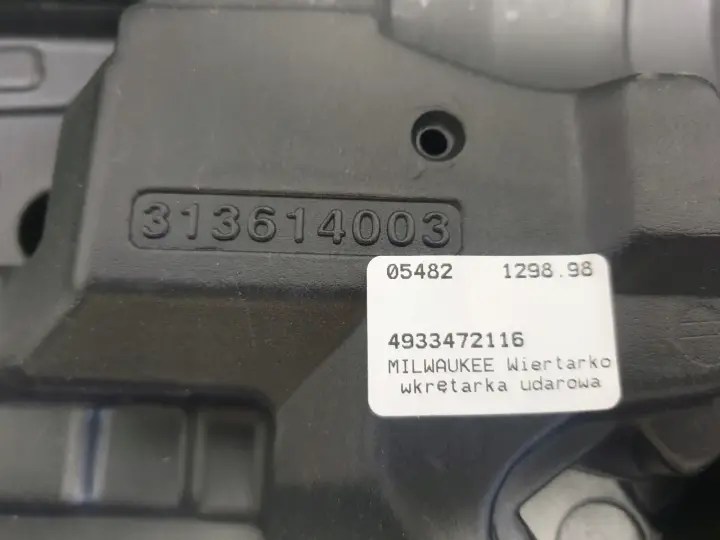 313614003
05482 1298.98
4933472116
MILWAUKEE Wiertarko
wkrętarka udarowa